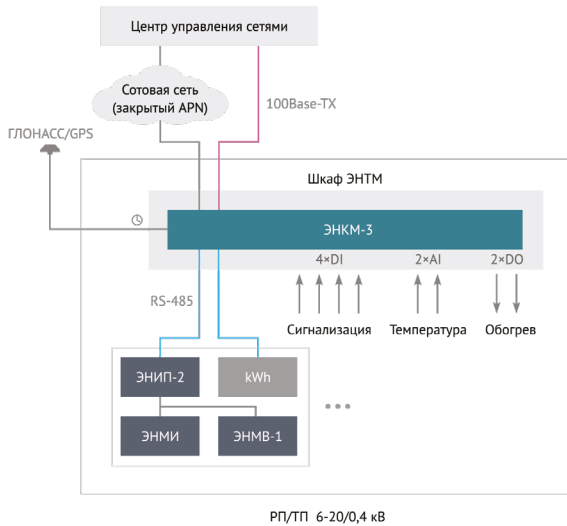 Центр управления сетями
Сотовая сеть
(закрытый APN)
100Base-TX
ГЛОНАСС/GPS
Шкаф ЭНТМ
ЭНКМ-3
4×DI
2×AI
2×DO
RS-485
Сигнализация
Температура
Обогрев
ЭНИП-2
kWh
ЭНМИ
ЭНМВ-1
РП/ТП 6-20/0,4 кВ